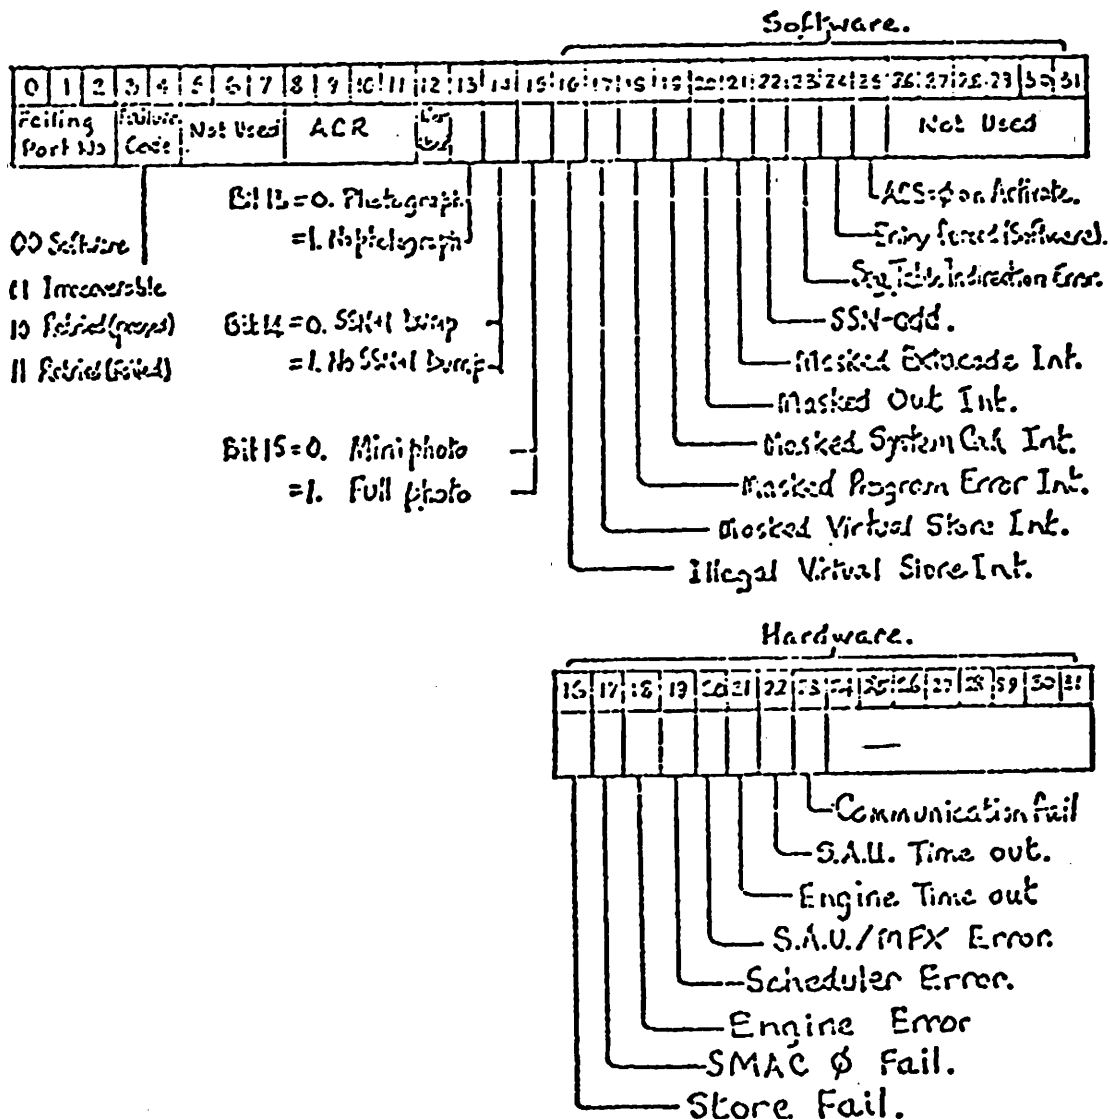 Software.
0 1 2 3 4 5 6 7 8 9 10 11 12 13 14 15 16 17 18 19 20 21 22 23 24 25 26 27 28 29 30 31
Failing Port No
Failure Code
Not Used
ACR
Not Used
Bit 13=0. Photograph
=1. No photograph
00 Software
Irrecoverable
10 Retried (passed)
11 Retried (failed)
Bit 14=0. SSN+1 Dump
=1. No SSN+1 Dump
Bit 15=0. Mini photo
=1. Full photo
ACS=φ on Activate.
Entry forced (Software).
Seg Table Indirection Error.
SSN-odd.
Masked Extracode Int.
Masked Out Int.
Masked System Call Int.
Masked Program Error Int.
Masked Virtual Store Int.
Illegal Virtual Store Int.
Hardware.
16 17 18 19 20 21 22 23 24 25 26 27 28 29 30 31
—
Communication fail
S.A.U. Time out.
Engine Time out
S.A.U./MFX Error.
Scheduler Error.
Engine Error
SMAC φ Fail.
Store Fail.